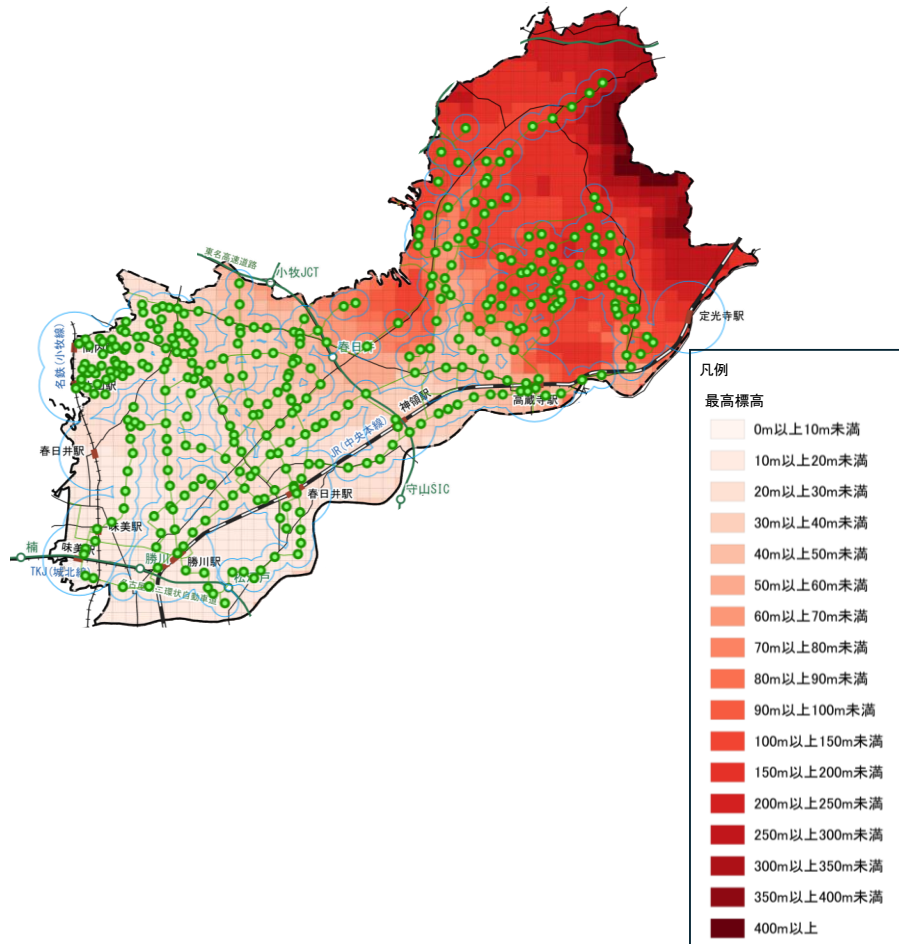 東名高速道路
小牧JCT
定光寺駅
名鉄(小牧線)
春日井
神領駅
高蔵寺駅
JR(中央本線)
春日井駅
春日井駅
守山SIC
味美駅
楠
味美
勝川
勝川駅
TKJ(城北線)
凡例
最高標高
0m以上10m未満
10m以上20m未満
20m以上30m未満
30m以上40m未満
40m以上50m未満
50m以上60m未満
60m以上70m未満
70m以上80m未満
80m以上90m未満
90m以上100m未満
100m以上150m未満
150m以上200m未満
200m以上250m未満
250m以上300m未満
300m以上350m未満
350m以上400m未満
400m以上